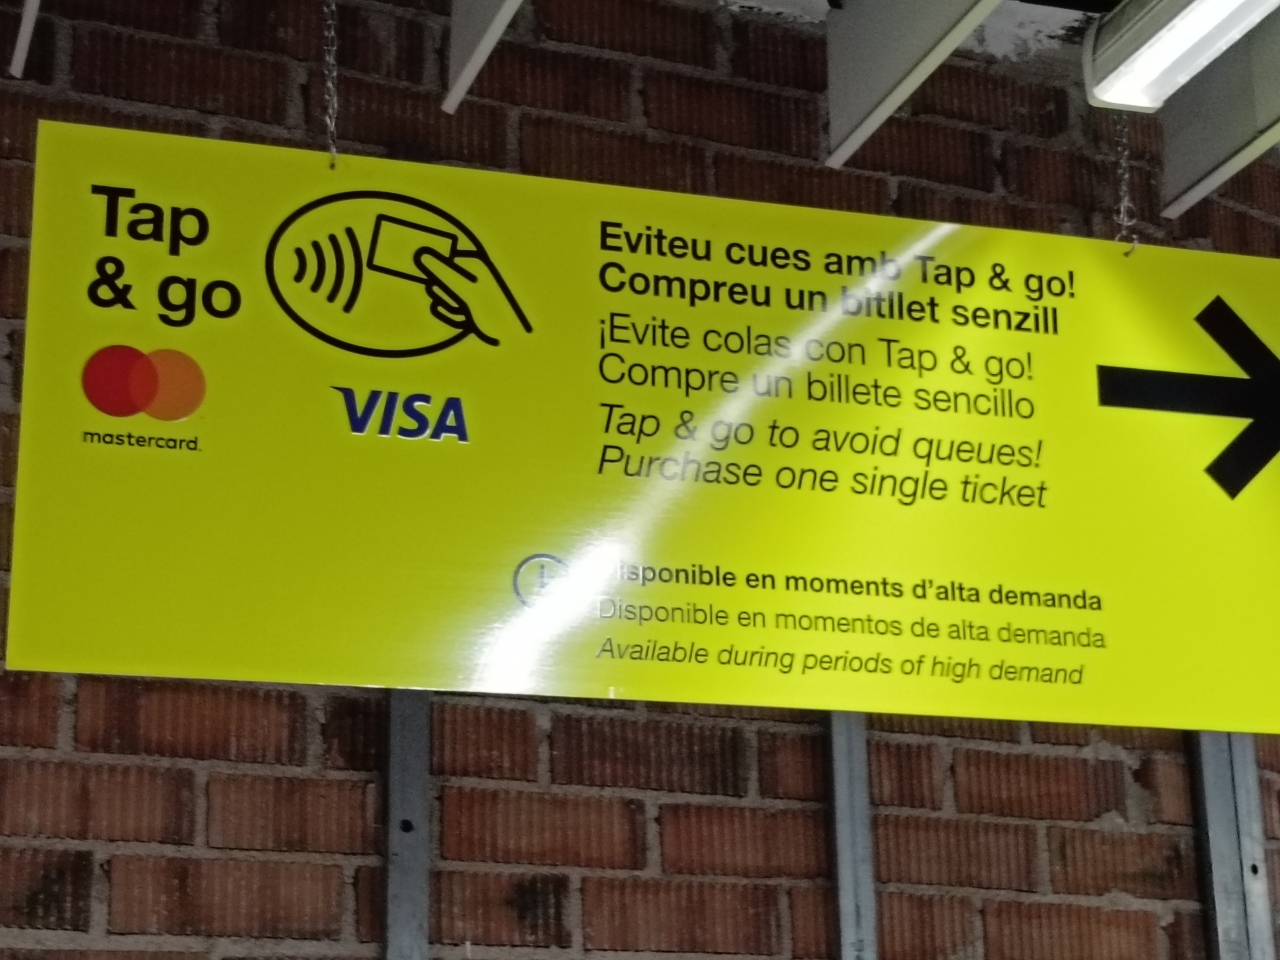 Tap
& go
mastercard.
VISA
Eviteu cues amb Tap & go!
Compreu un bitllet senzill
¡Evite colas con Tap & go!
Compre un billete sencillo
Tap & go to avoid queues!
Purchase one single ticket
Disponible en moments d'alta demanda
Disponible en momentos de alta demanda
Available during periods of high demand